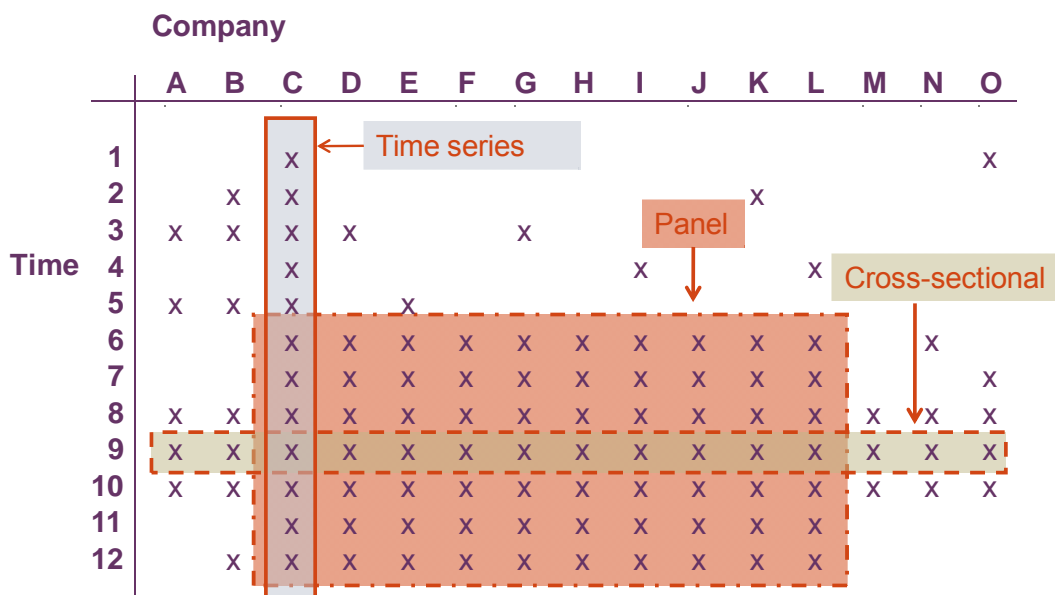 Company
A B C D E F G H I J K L M N O
Time series
1 x x
2 x x x
Panel
3 x x x x x
Time 4 x x x
Cross-sectional
5 x x x x
6 x x x x x x x x x x x
7 x x x x x x x x x x x
8 x x x x x x x x x x x x x x x
9 x x x x x x x x x x x x x x x
10 x x x x x x x x x x x x x x x
11 x x x x x x x x x x
12 x x x x x x x x x x x